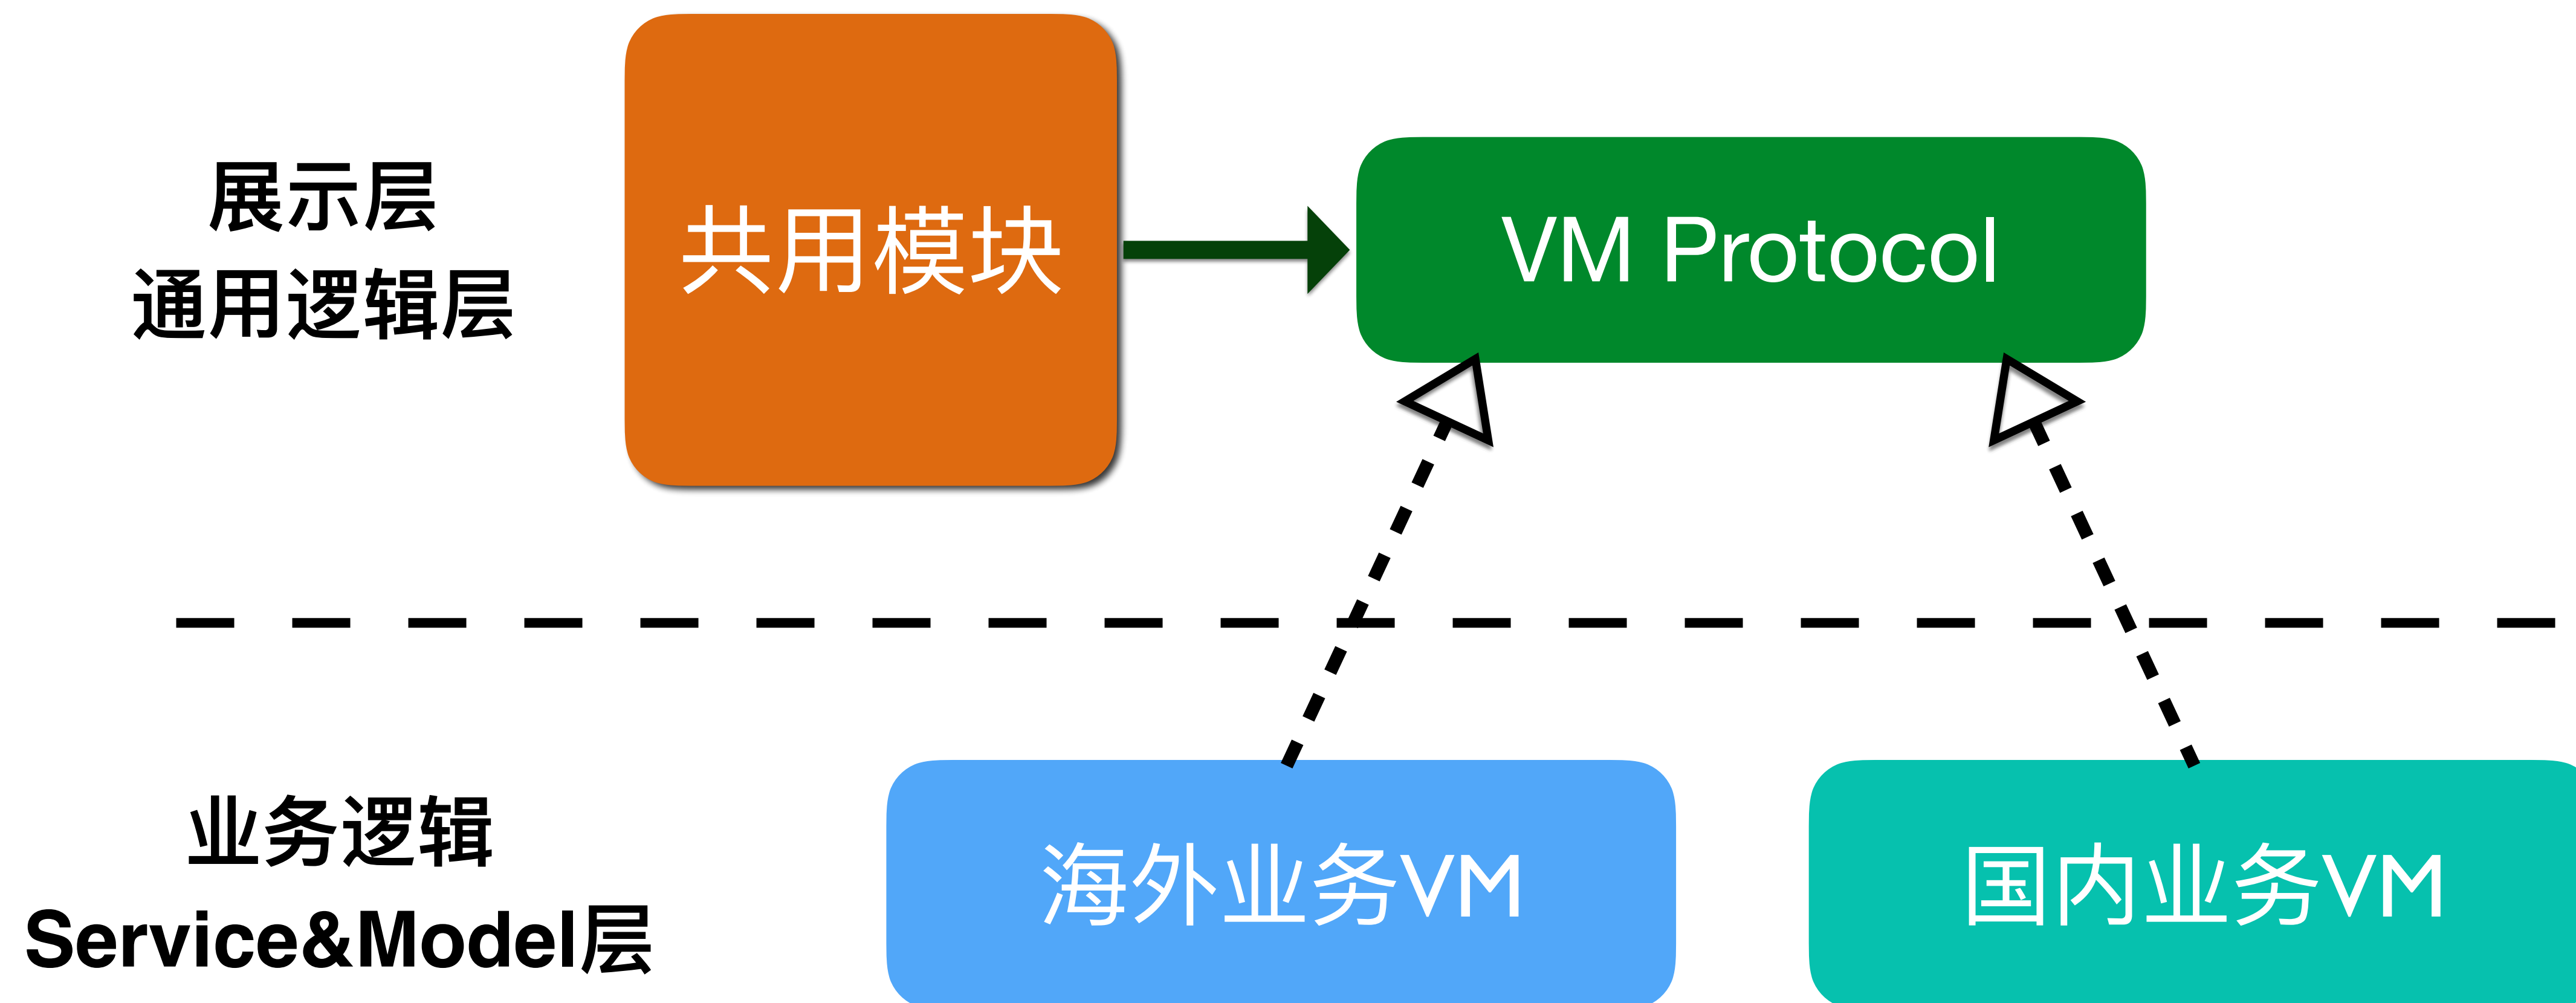 展示层
通用逻辑层
共用模块
VM Protocol
业务逻辑
Service&Model层
海外业务VM
国内业务VM